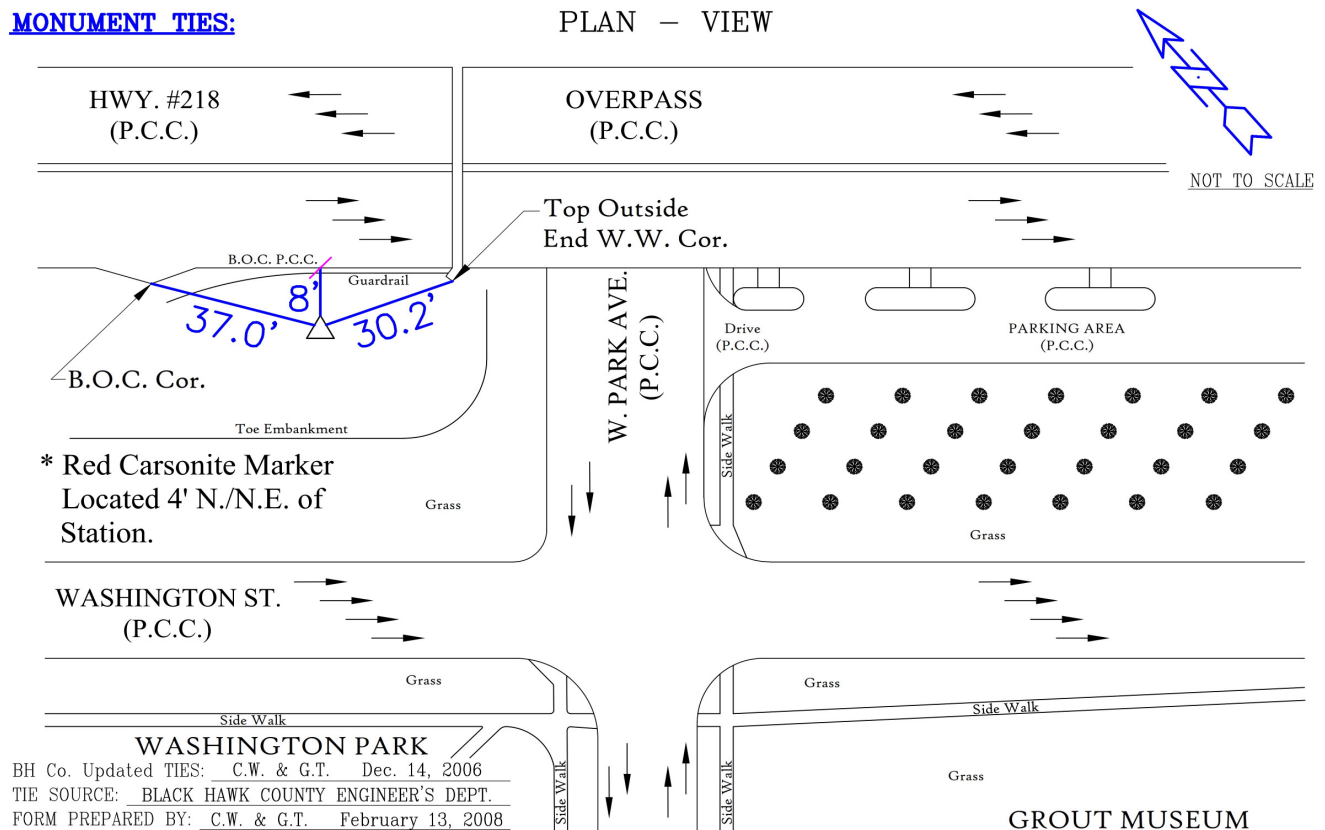 MONUMENT TIES:
PLAN – VIEW
HWY. #218
(P.C.C.)
OVERPASS
(P.C.C.)
NOT TO SCALE
Top Outside
End W.W. Cor.
B.O.C. P.C.C.
Guardrail
8'
37.0'
30.2'
W. PARK AVE.
(P.C.C.)
Drive
(P.C.C.)
PARKING AREA
(P.C.C.)
B.O.C. Cor.
Toe Embankment
Side Walk
* Red Carsonite Marker
Located 4' N./N.E. of
Station.
Grass
Grass
WASHINGTON ST.
(P.C.C.)
Grass
Grass
Side Walk
Side Walk
WASHINGTON PARK
Side Walk
Side Walk
Grass
GROUT MUSEUM
BH Co. Updated TIES: C.W. & G.T. Dec. 14, 2006
TIE SOURCE: BLACK HAWK COUNTY ENGINEER'S DEPT.
FORM PREPARED BY: C.W. & G.T. February 13, 2008